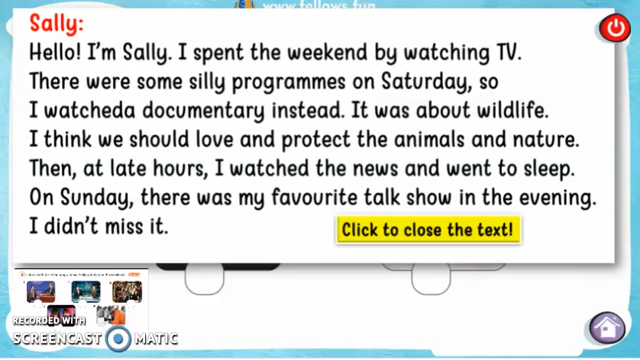 www.fellows.fun
Sally:
Hello! I'm Sally. I spent the weekend by watching TV.
There were some silly programmes on Saturday, so
I watcheda documentary instead. It was about wildlife.
I think we should love and protect the animals and nature.
Then, at late hours, I watched the news and went to sleep.
On Sunday, there was my favourite talk show in the evening.
I didn't miss it.
Click to close the text!
RECORDED WITH
SCREENCAST MATIC